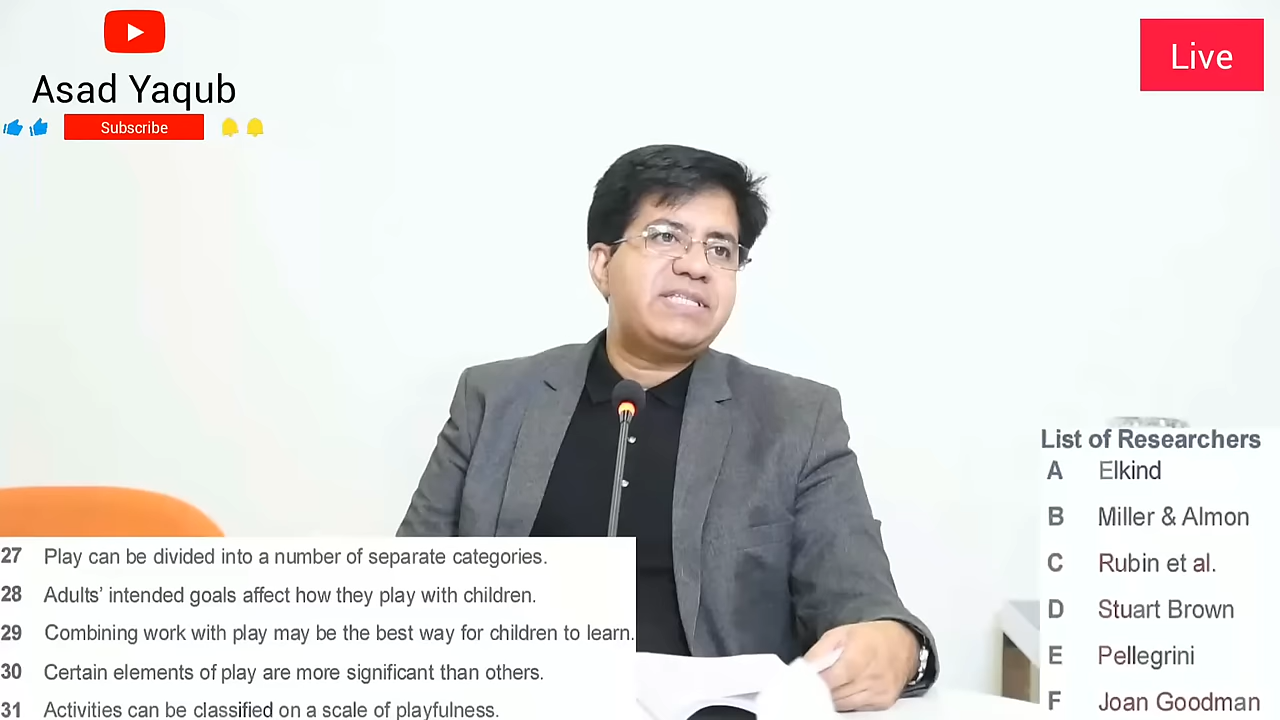 Asad Yaqub
Subscribe
Live
27 Play can be divided into a number of separate categories.
28 Adults' intended goals affect how they play with children.
29 Combining work with play may be the best way for children to learn.
30 Certain elements of play are more significant than others.
31 Activities can be classified on a scale of playfulness.
List of Researchers
A Elkind
B Miller & Almon
C Rubin et al.
D Stuart Brown
E Pellegrini
F Joan Goodman